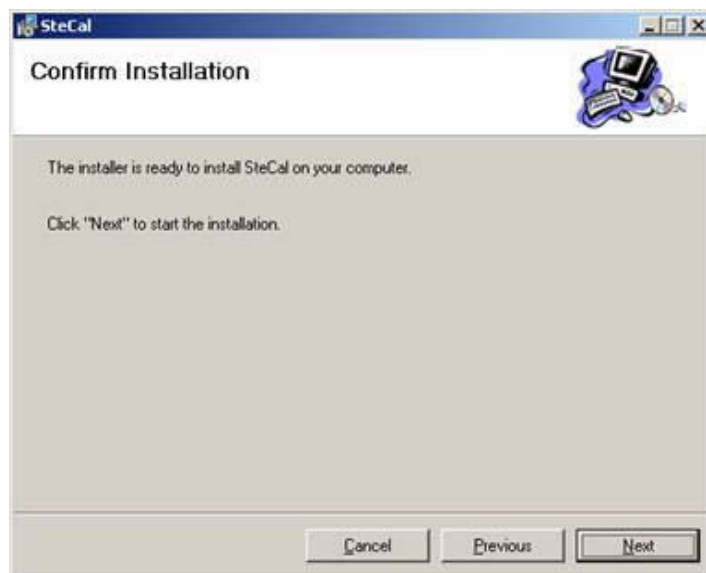 SteCal
Confirm Installation
The installer is ready to install SteCal on your computer.
Click "Next" to start the installation.
Cancel Previous Next